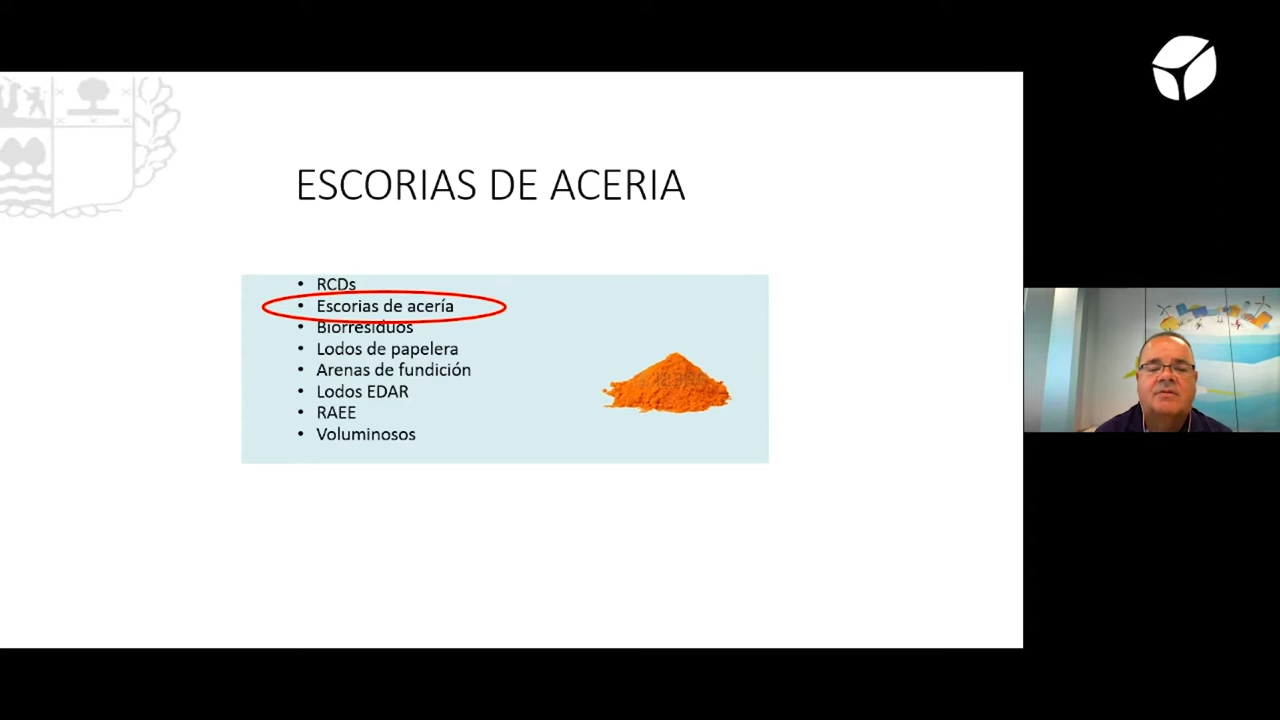 ESCORIAS DE ACERIA
• RCDs
• Escorias de acería
• Biorresiduos
• Lodos de papelera
• Arenas de fundición
• Lodos EDAR
• RAEE
• Voluminosos